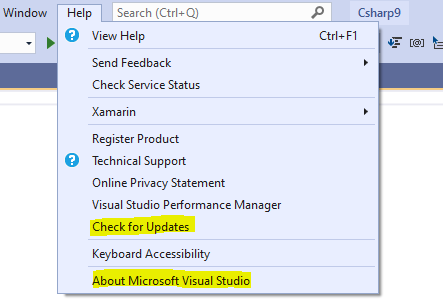 Window Help Search (Ctrl+Q) Csharp9
View Help Ctrl+F1
Send Feedback
Check Service Status
Xamarin
Register Product
Technical Support
Online Privacy Statement
Visual Studio Performance Manager
Check for Updates
Keyboard Accessibility
About Microsoft Visual Studio